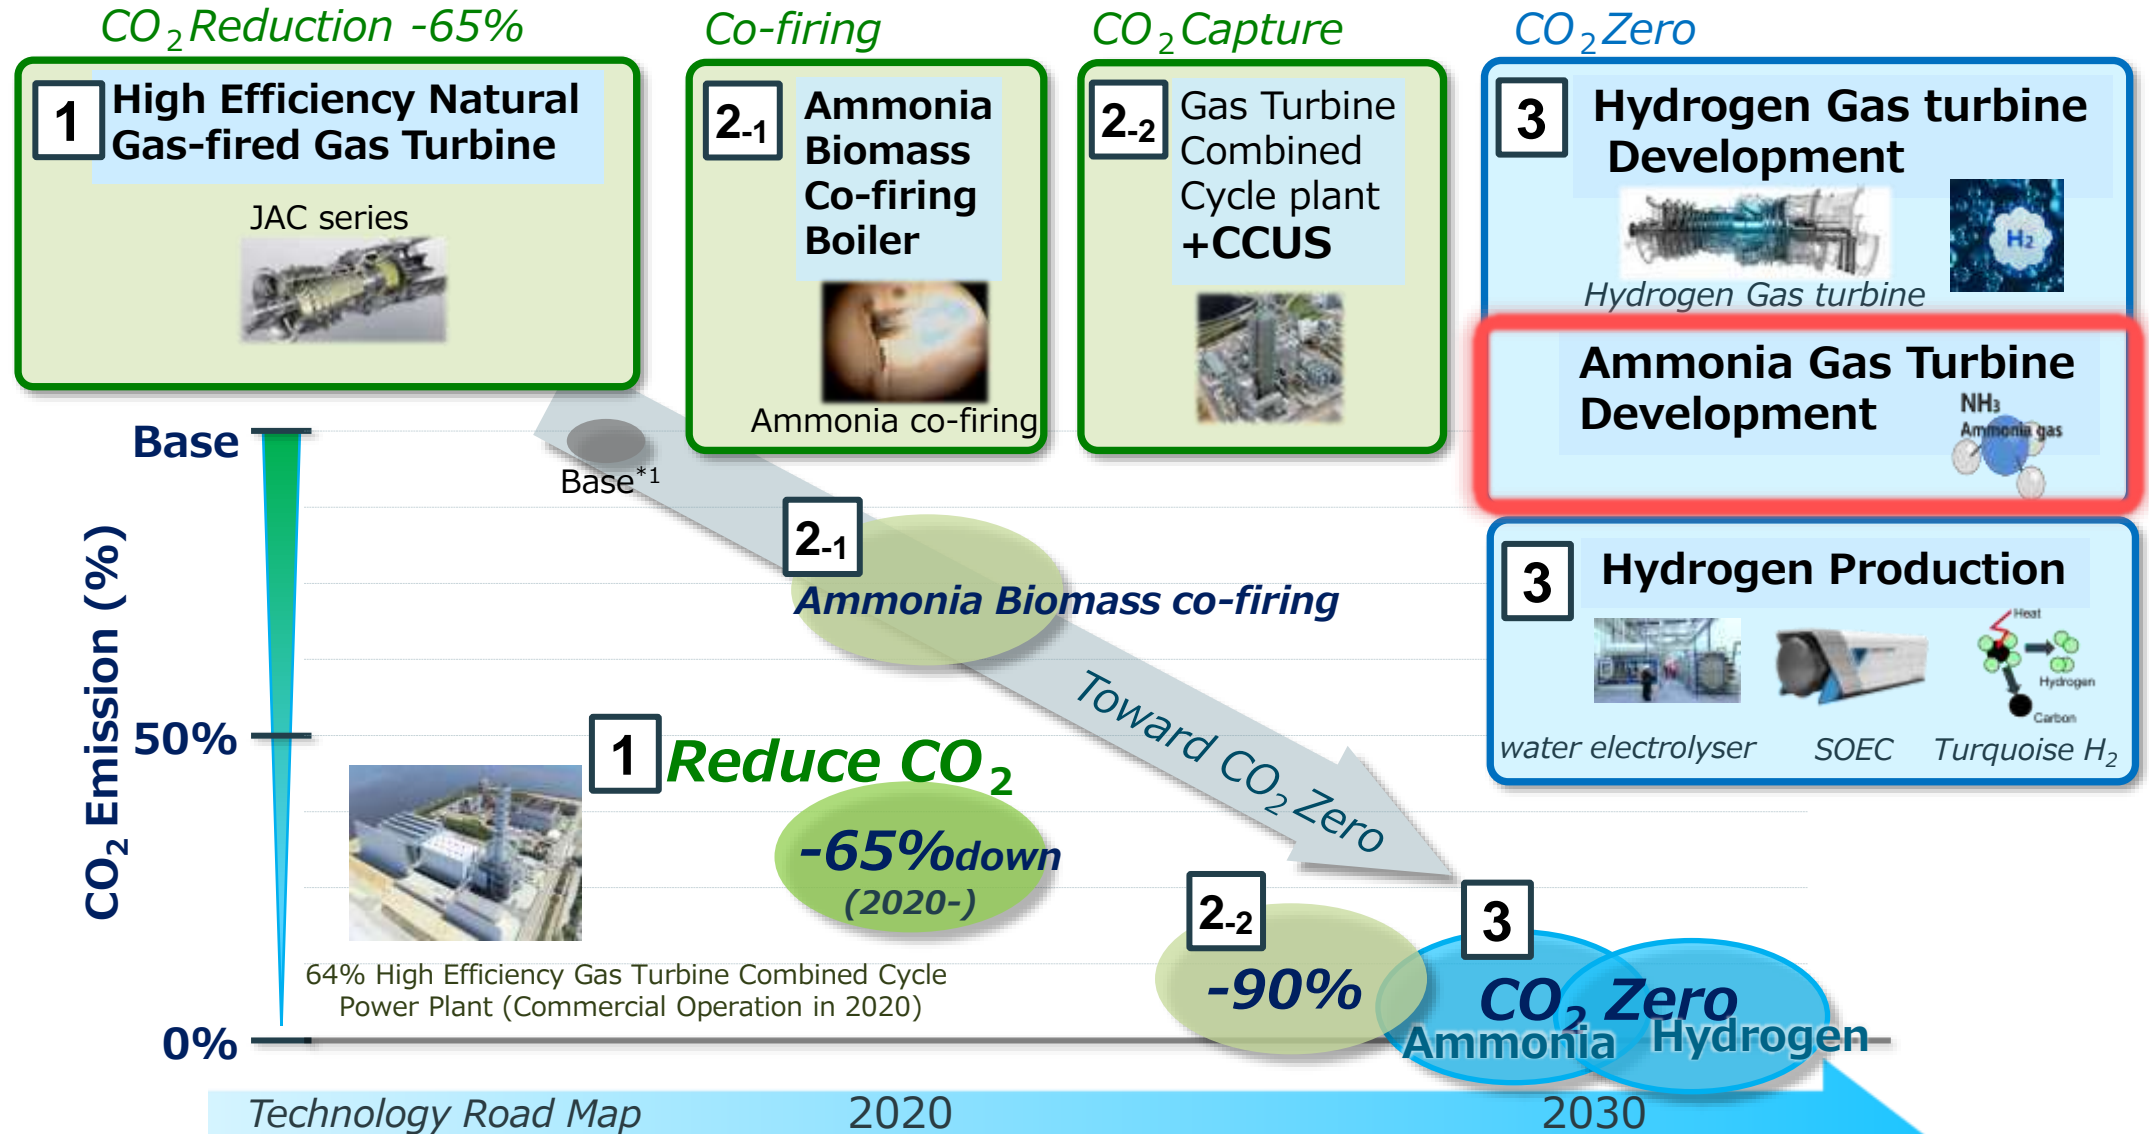 CO2 Reduction -65%
Co-firing
CO2 Capture
CO2 Zero
1
High Efficiency Natural
Gas-fired Gas Turbine
JAC series
2-1
Ammonia
Biomass
Co-firing
Boiler
Ammonia co-firing
2-2
Gas Turbine
Combined
Cycle plant
+CCUS
3
Hydrogen Gas turbine
Development
H2
Hydrogen Gas turbine
Ammonia Gas Turbine
Development
NH3
Ammonia gas
3
Hydrogen Production
Heat
Hydrogen
Carbon
water electrolyser
SOEC
Turquoise H2
CO2 Emission (%)
Base
50%
0%
Base*1
2-1
Ammonia Biomass co-firing
Toward CO2 Zero
1
Reduce CO2
-65%down
(2020-)
64% High Efficiency Gas Turbine Combined Cycle
Power Plant (Commercial Operation in 2020)
2-2
-90%
3
CO2 Zero
Ammonia
Hydrogen
Technology Road Map
2020
2030